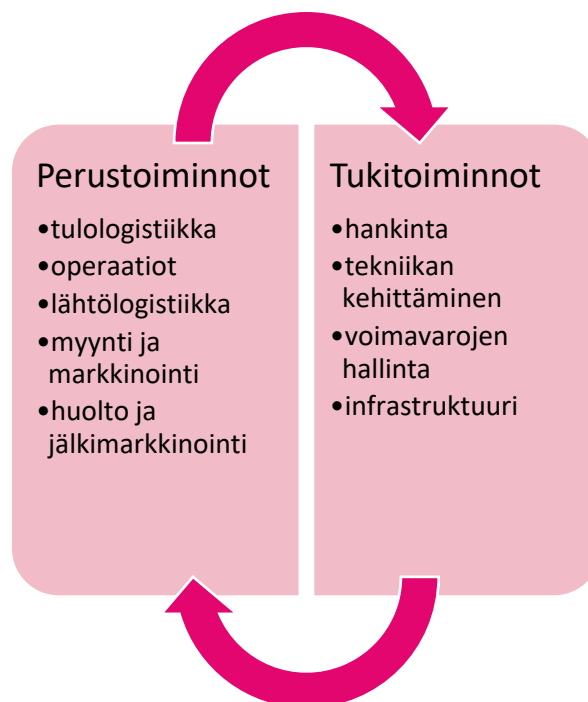 Perustoiminnot
•tulologistiikka
•operaatiot
•lähtölogistiikka
•myynti ja
markkinointi
•huolto ja
jälkimarkkinointi
Tukitoiminnot
•hankinta
•tekniikan
kehittäminen
•voimavarojen
hallinta
•infrastruktuuri